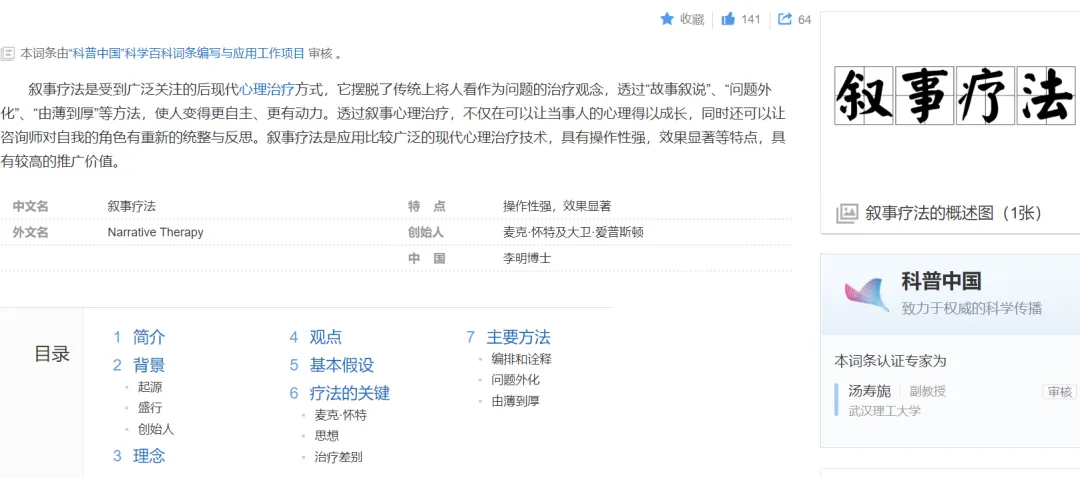 收藏 141 64
本词条由“科普中国”科学百科词条编写与应用工作项目 审核 。
叙事疗法是受到广泛关注的后现代心理治疗方式，它摆脱了传统上将人看作为问题的治疗观念，透过“故事叙说”、“问题外
化”、“由薄到厚”等方法，使人变得更自主、更有动力。透过叙事心理治疗，不仅在可以让当事人的心理得以成长，同时还可以让
咨询师对自我的角色有重新的统整与反思。叙事疗法是应用比较广泛的现代心理治疗技术，具有操作性强，效果显著等特点，具
有较高的推广价值。
中文名 叙事疗法
外文名 Narrative Therapy
特 点 操作性强，效果显著
创始人 麦克·怀特及大卫·爱普斯顿
中 国 李明博士
目录
1 简介
2 背景
起源
盛行
创始人
3 理念
4 观点
5 基本假设
6 疗法的关键
麦克·怀特
思想
治疗差别
7 主要方法
编排和诠释
问题外化
由薄到厚
叙事疗法
叙事疗法的概述图（1张）
科普中国
致力于权威的科学传播
本词条认证专家为
汤寿旎 副教授 审核
武汉理工大学